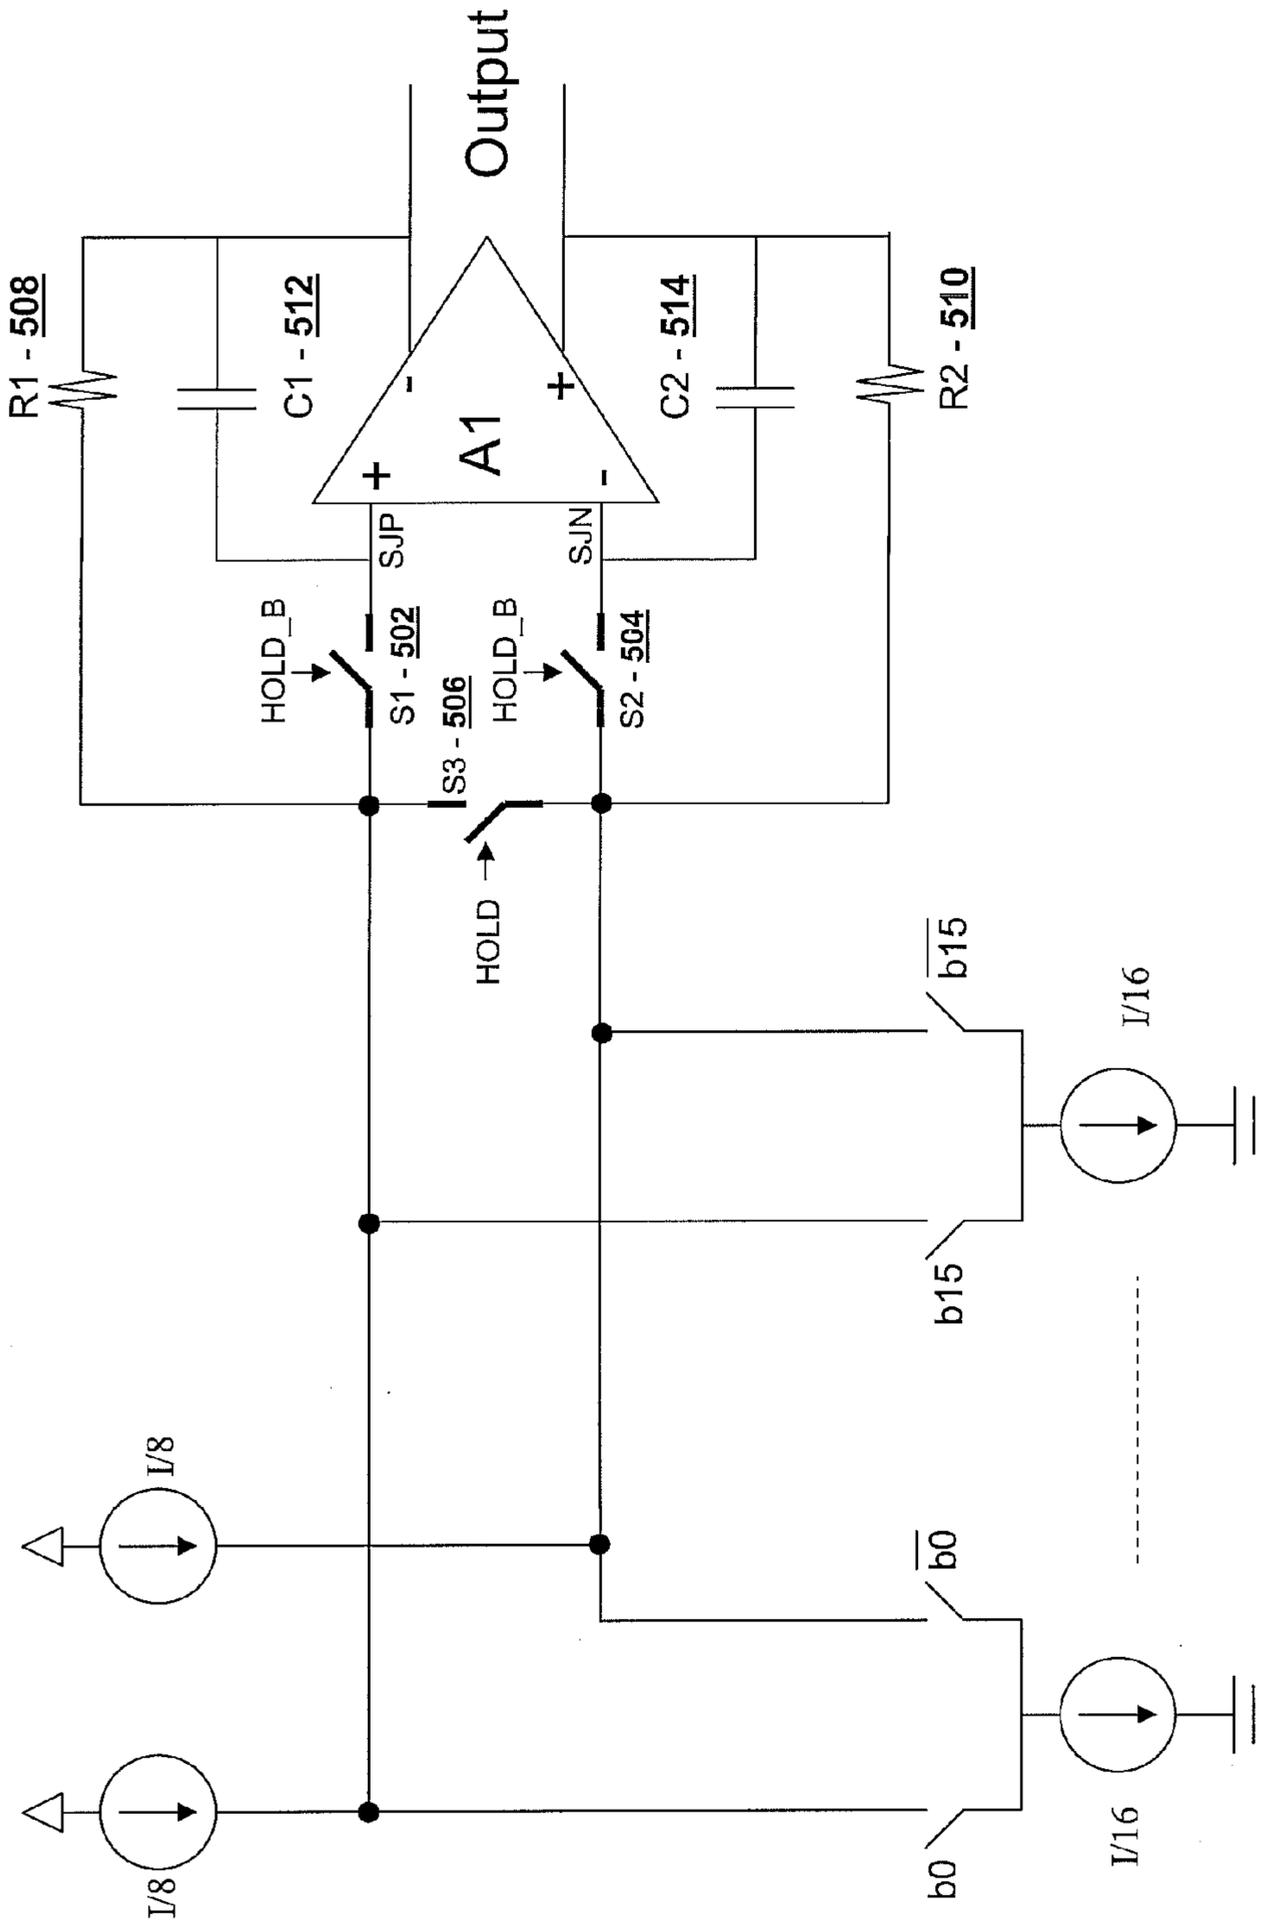 R1 - 508
C1 - 512
Output
A1
+
-
-
+
C2 - 514
R2 - 510
SJP
SJN
HOLD_B
S1 - 502
HOLD_B
S2 - 504
S3 - 506
HOLD
b15
b15
I/16
I/8
I/8
b0
b0
I/16